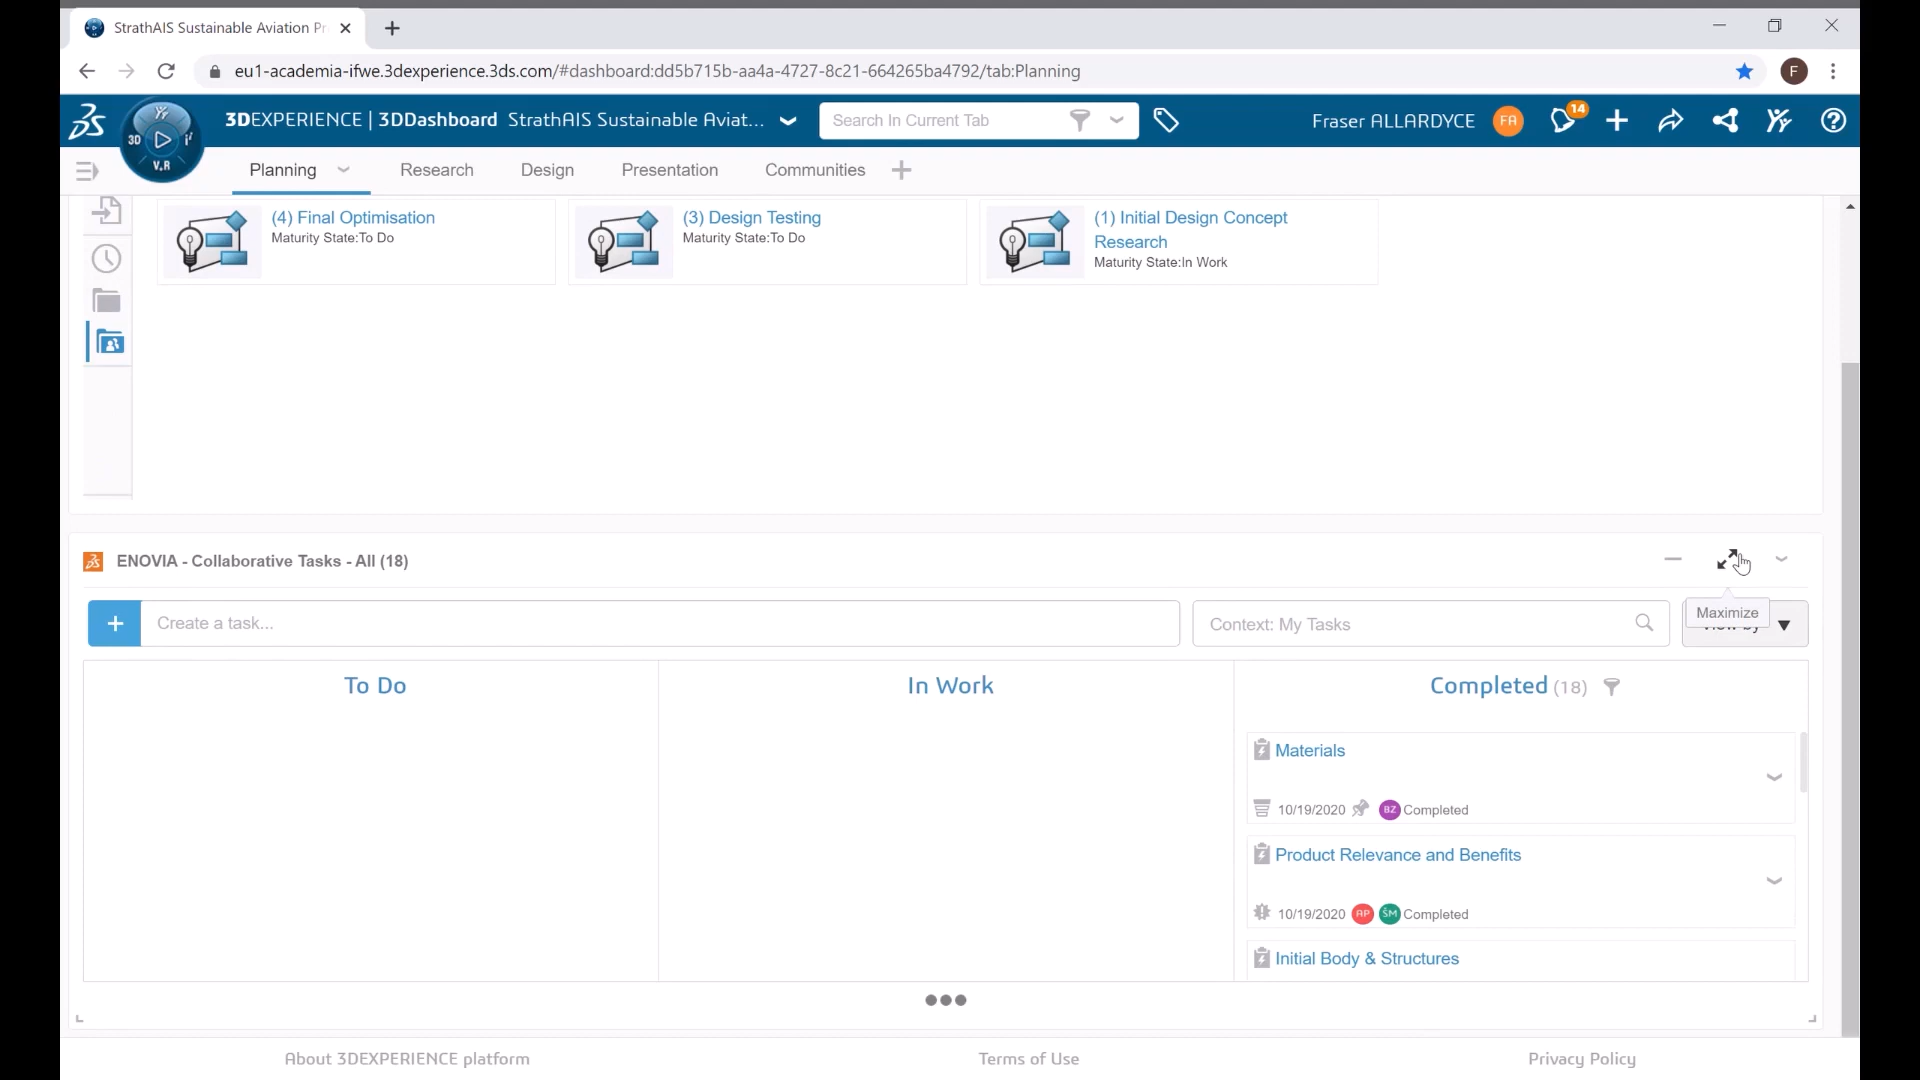 StrathAIS Sustainable Aviation Pr
eu1-academia-ifwe.3dexperience.3ds.com/#dashboard:dd5b715b-aa4a-4727-8c21-664265ba4792/tab:Planning
F
3DEXPERIENCE | 3DDashboard StrathAIS Sustainable Aviat...
Search In Current Tab
Fraser ALLARDYCE FA 14
3D V,R
Planning Research Design Presentation Communities
(4) Final Optimisation
Maturity State:To Do
(3) Design Testing
Maturity State:To Do
(1) Initial Design Concept
Research
Maturity State:In Work
ENOVIA - Collaborative Tasks - All (18)
Maximize
Create a task...
Context: My Tasks
To Do
In Work
Completed (18)
Materials
10/19/2020 BZ Completed
Product Relevance and Benefits
10/19/2020 AP ŠM Completed
Initial Body & Structures
About 3DEXPERIENCE platform
Terms of Use
Privacy Policy